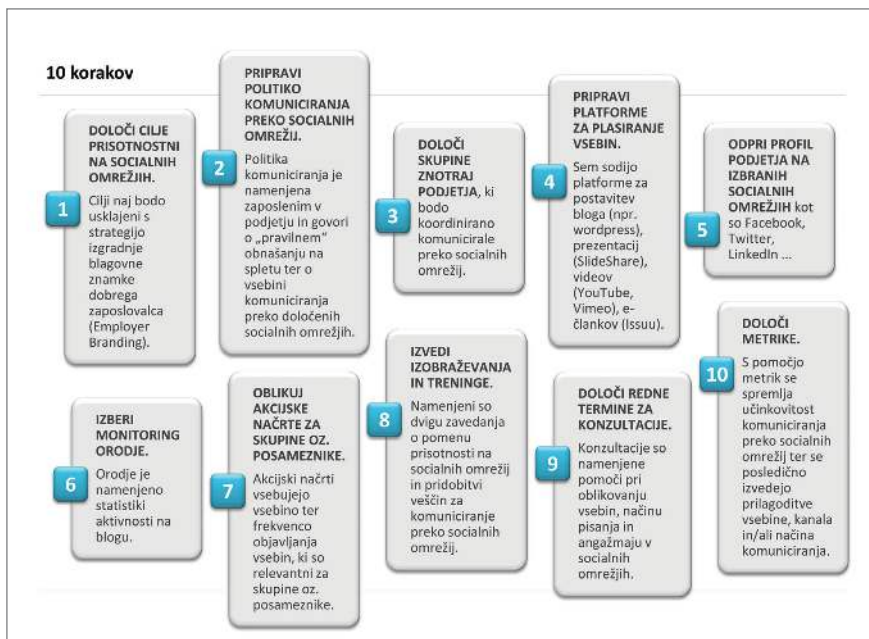 10 korakov
1
DOLOČI CILJE
PRISOTNOSTNI
NA SOCIALNIH
OMREŽJIH.
Cilji naj bodo
usklajeni s
strategijo
izgradnje
blagovne
znamke
dobrega
zaposlovalca
(Employer
Branding).
2
PRIPRAVI
POLITIKO
KOMUNICIRANJA
PREKO SOCIALNIH
OMREŽIJ.
Politika
komuniciranja je
namenjena
zaposlenim v
podjetju in govori
o „pravilnem“
obnašanju na
spletu ter o
vsebini
komuniciranja
preko določenih
socialnih omrežjih.
3
DOLOČI
SKUPINE
ZNOTRAJ
PODJETJA, ki
bodo
koordinirano
komunicirale
preko socialnih
omrežij.
4
PRIPRAVI
PLATFORME
ZA PLASIRANJE
VSEBIN.
Sem sodijo
platforme za
postavitev
bloga (npr.
wordpress),
prezentacij
(SlideShare),
videov
(YouTube,
Vimeo), e-
člankov (Issuu).
5
ODPRI PROFIL
PODJETJA NA
IZBRANIH
SOCIALNIH
OMREŽJIH kot
so Facebook,
Twitter,
LinkedIn ...
6
IZBERI
MONITORING
ORODJE.
Orodje je
namenjeno
statistiki
aktivnosti na
blogu.
7
OBLIKUJ
AKCIJSKE
NAČRTE ZA
SKUPINE OZ.
POSAMEZNIKE.
Akcijski načrti
vsebujejo
vsebino ter
frekvenco
objavljanja
vsebin, ki so
relevantni za
skupine oz.
posameznike.
8
IZVEDI
IZOBRAŽEVANJA
IN TRENINGE.
Namenjeni so
dvigu zavedanja
o pomenu
prisotnosti na
socialnih omrežij
in pridobitvi
veščin za
komuniciranje
preko socialnih
omrežij.
9
DOLOČI REDNE
TERMINE ZA
KONZULTACIJE.
Konzultacije so
namenjene
pomoči pri
oblikovanju
vsebin, načinu
pisanja in
angažmaju v
socialnih
omrežjih.
10
DOLOČI
METRIKE.
S pomočjo
metrik se
spremlja
učinkovitost
komuniciranja
preko socialnih
omrežij ter se
posledično
izvedejo
prilagoditve
vsebine, kanala
in/ali načina
komuniciranja.